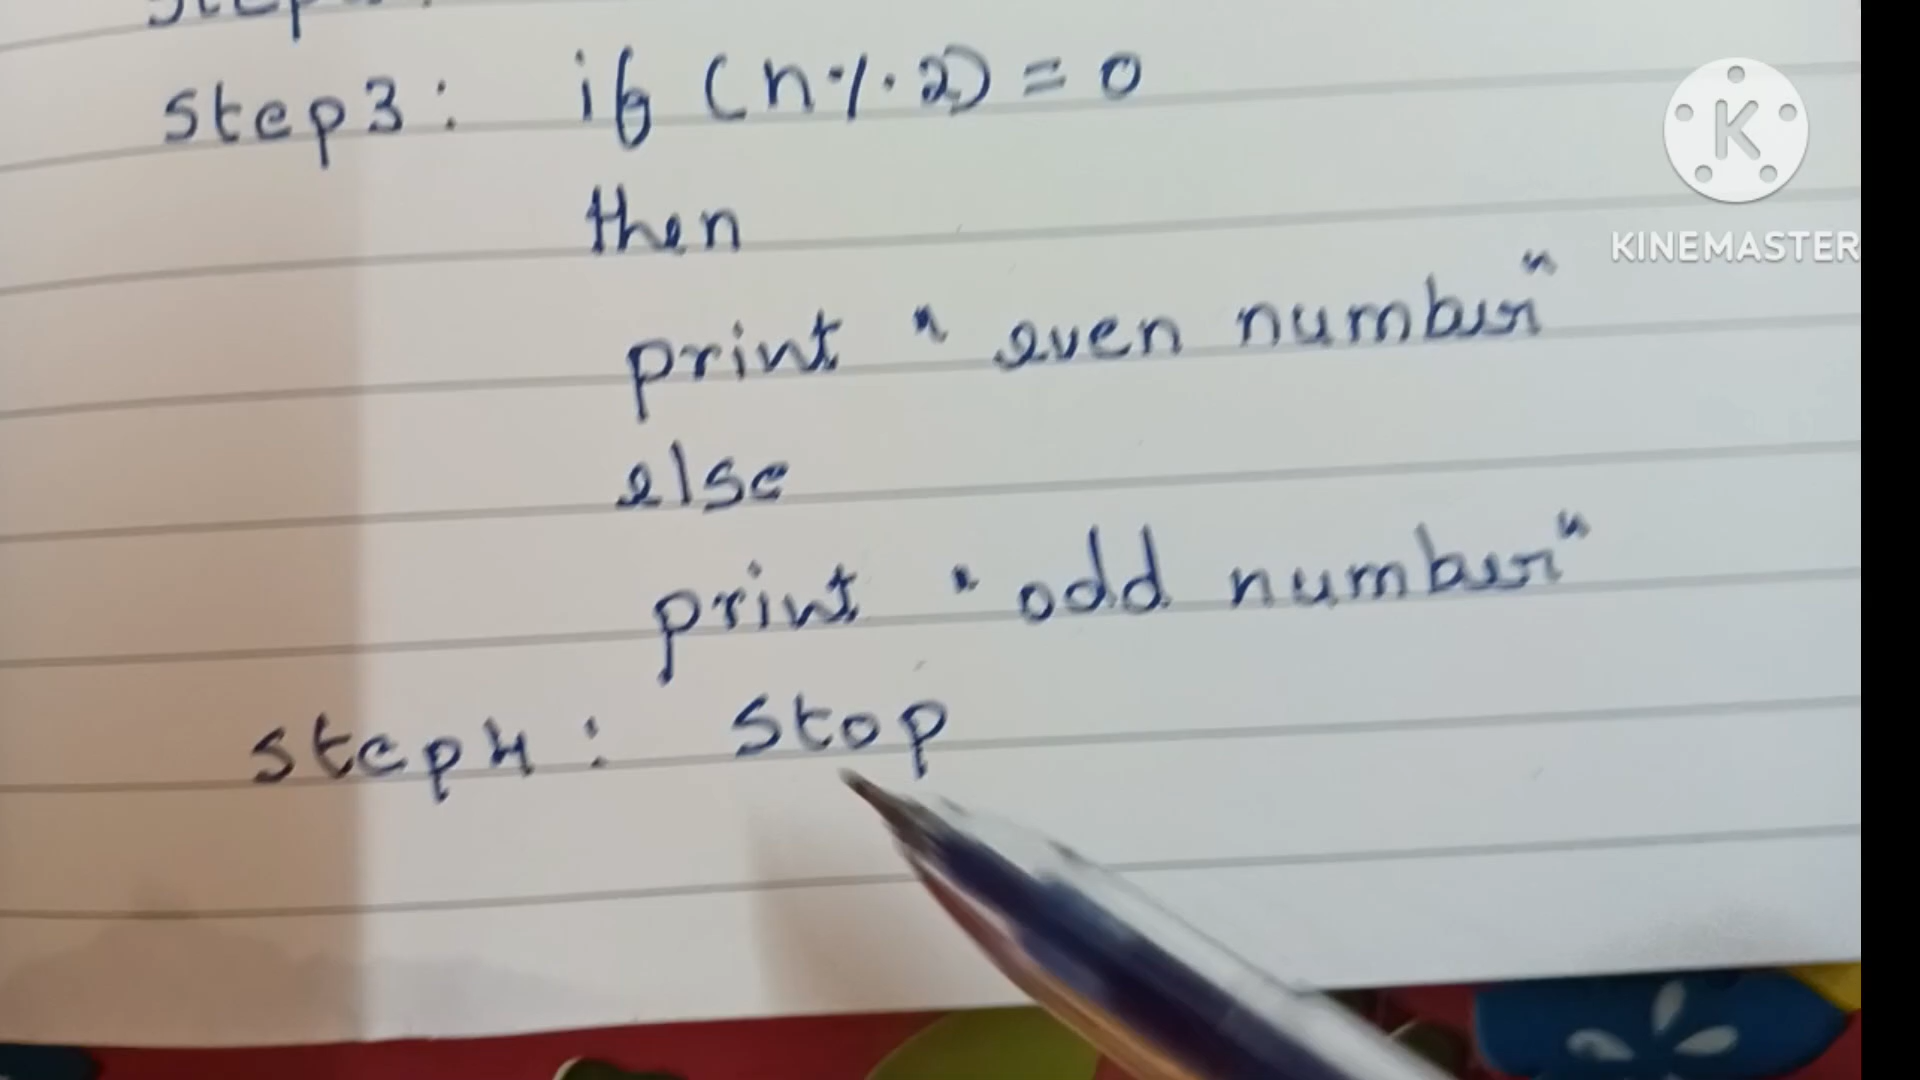 step3: if (n%2) = 0
K
then
KINEMASTER
print "even number"
else
print "odd number"
step4: Stop